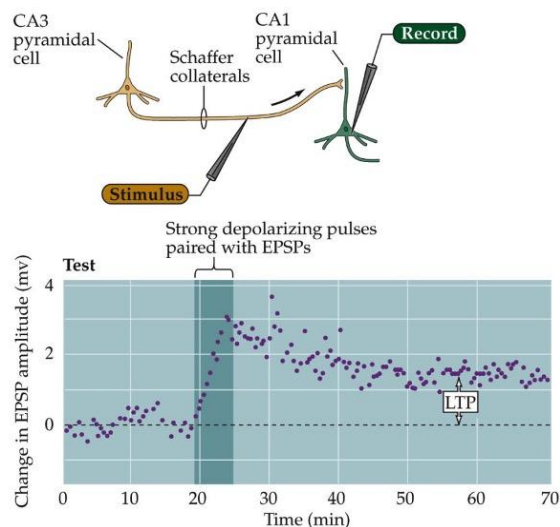 CA3
pyramidal
cell
Schaffer
collaterals
CA1
pyramidal
cell
Record
Stimulus
Strong depolarizing pulses
paired with EPSPs
Test
Change in EPSP amplitude (mv)
4
2
0
LTP
0 10 20 30 40 50 60 70
Time (min)